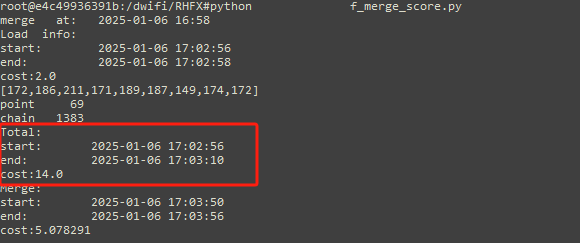 root@e4c49936391b:/dwifi/RHFX#python f_merge_score.py
merge at: 2025-01-06 16:58
Load info:
start: 2025-01-06 17:02:56
end: 2025-01-06 17:02:58
cost:2.0
[172,186,211,171,189,187,149,174,172]
point 69
chain 1383
Total:
start: 2025-01-06 17:02:56
end: 2025-01-06 17:03:10
cost:14.0
Merge:
start: 2025-01-06 17:03:50
end: 2025-01-06 17:03:56
cost:5.078291